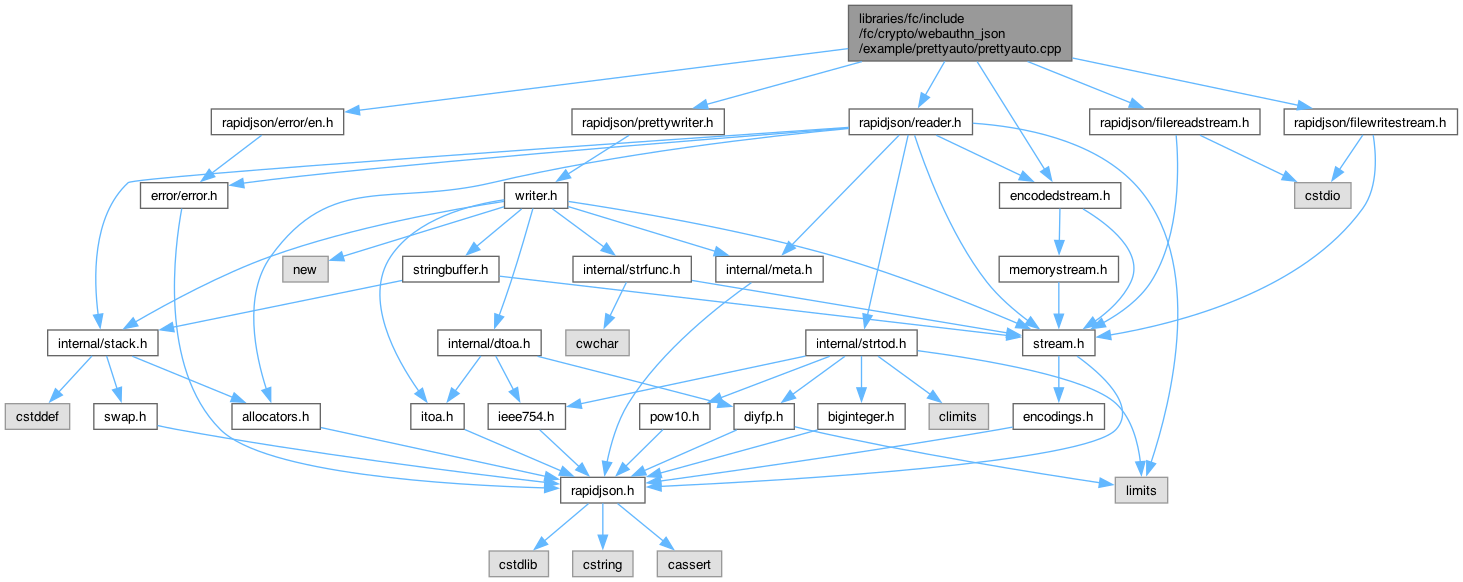 libraries/fc/include
/fc/crypto/webauthn_json
/example/prettyauto/prettyauto.cpp
rapidjson/error/en.h
rapidjson/prettywriter.h
rapidjson/reader.h
rapidjson/filereadstream.h
rapidjson/filewritestream.h
error/error.h
writer.h
encodedstream.h
cstdio
new
stringbuffer.h
internal/strfunc.h
internal/meta.h
memorystream.h
internal/stack.h
internal/dtoa.h
cwchar
internal/strtod.h
stream.h
cstddef
swap.h
allocators.h
itoa.h
ieee754.h
pow10.h
diyfp.h
biginteger.h
climits
encodings.h
rapidjson.h
limits
cstdlib
cstring
cassert